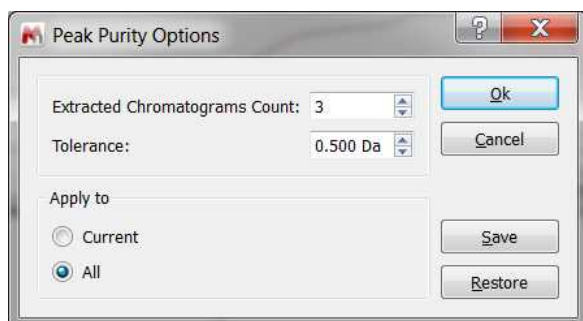 Peak Purity Options
Extracted Chromatograms Count: 3
Tolerance: 0.500 Da
Ok
Cancel
Apply to
Current
All
Save
Restore